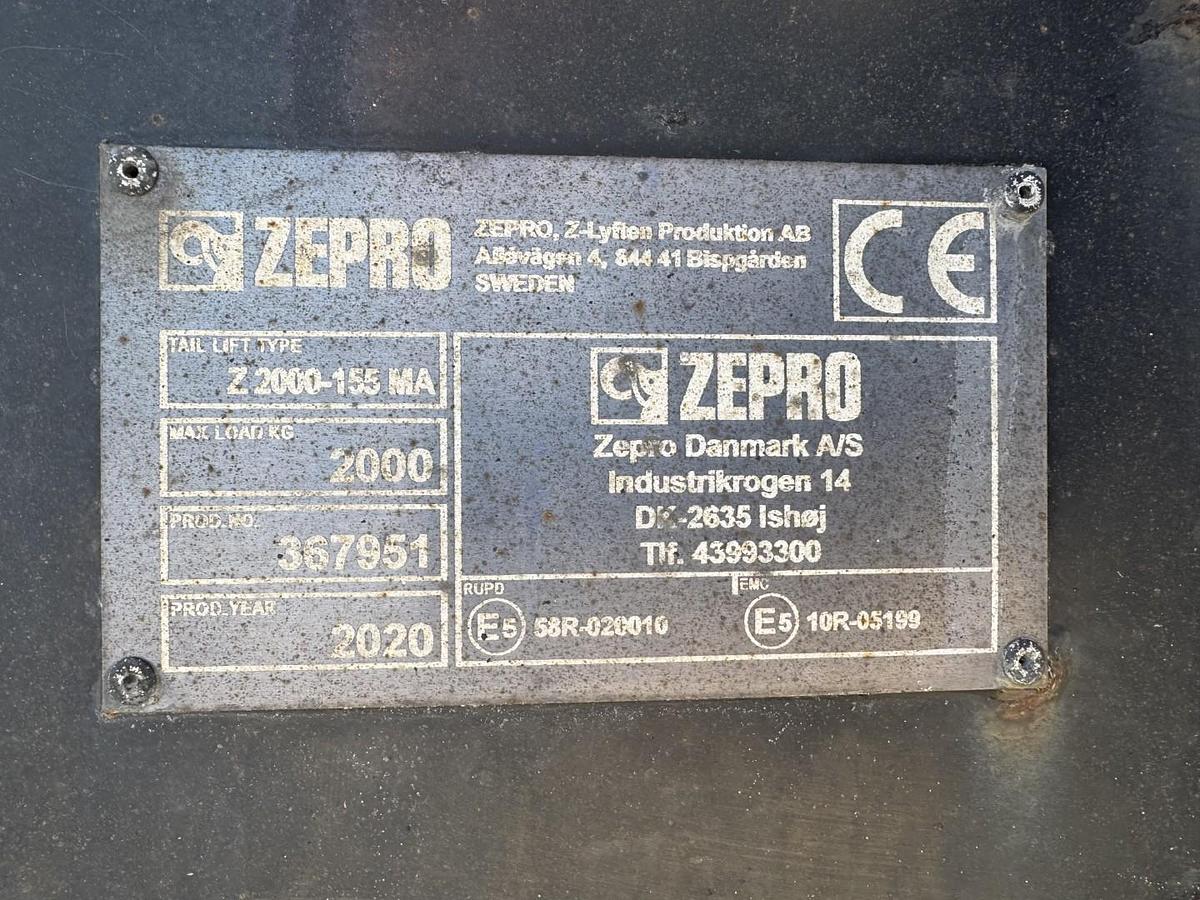 ZEPRO
ZEPRO, Z-Lyften Produktion AB
Alåvägen 4, 844 41 Bispgården
SWEDEN
CE
TAIL LIFT TYPE
Z 2000-155 MA
MAX LOAD KG
2000
PROD.NO.
367951
PROD.YEAR
2020
ZEPRO
Zepro Danmark A/S
Industrikrogen 14
DK-2635 Ishøj
Tlf. 43993300
RUPD
E5 58R-020010
EMC
E5 10R-05199